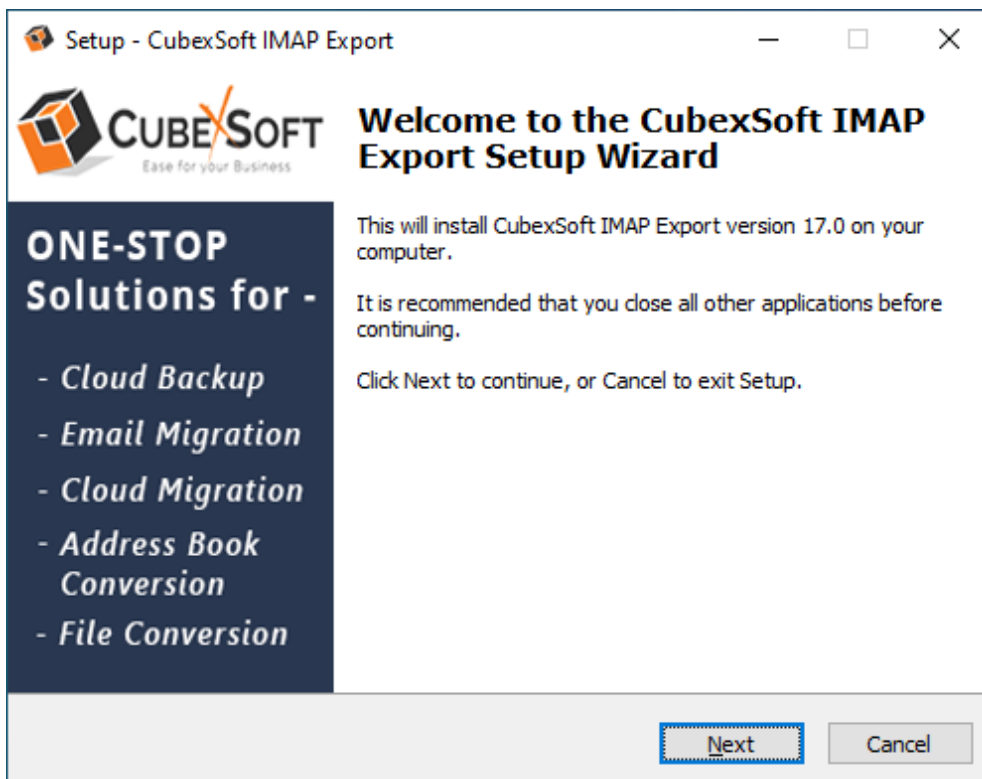 Setup - CubexSoft IMAP Export
CUBEXSOFT
Ease for your Business
Welcome to the CubexSoft IMAP
Export Setup Wizard
This will install CubexSoft IMAP Export version 17.0 on your
computer.
It is recommended that you close all other applications before
continuing.
Click Next to continue, or Cancel to exit Setup.
ONE-STOP
Solutions for -
- Cloud Backup
- Email Migration
- Cloud Migration
- Address Book
Conversion
- File Conversion
Next
Cancel